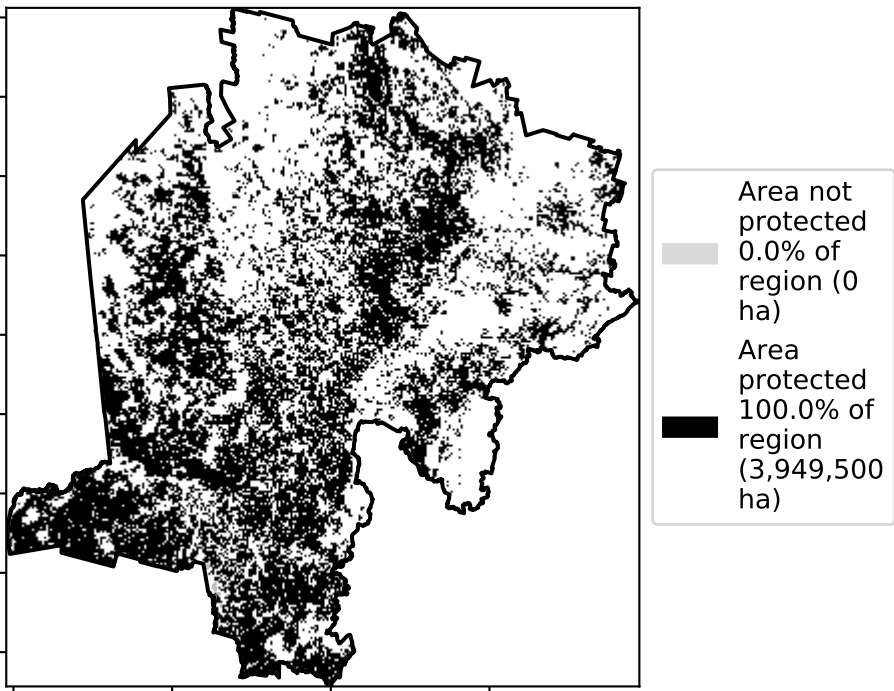 Area not
protected
0.0% of
region (0
ha)
Area
protected
100.0% of
region
(3,949,500
ha)